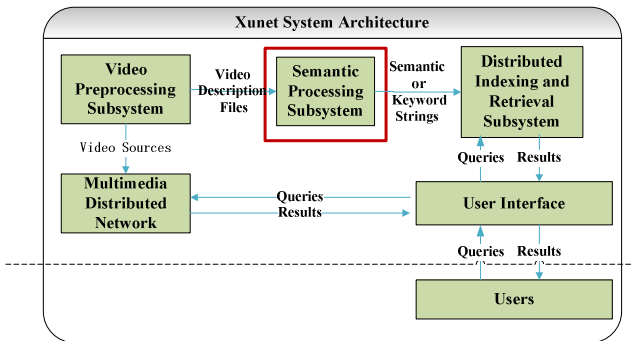 Xunet System Architecture
Video
Preprocessing
Subsystem
Video
Description
Files
Semantic
Processing
Subsystem
Semantic
or
Keyword
Strings
Distributed
Indexing and
Retrieval
Subsystem
Video Sources
Queries
Results
Multimedia
Distributed
Network
Queries
Results
User Interface
Queries
Results
Users